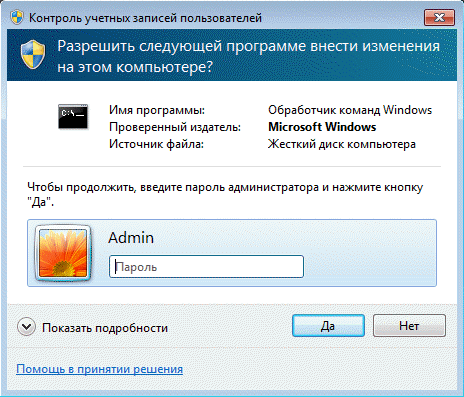 Контроль учетных записей пользователей
Разрешить следующей программе внести изменения
на этом компьютере?
C:\_
Имя программы: Обработчик команд Windows
Проверенный издатель: Microsoft Windows
Источник файла: Жесткий диск компьютера
Чтобы продолжить, введите пароль администратора и нажмите кнопку
"Да".
Admin
Пароль
Показать подробности
Да
Нет
Помощь в принятии решения